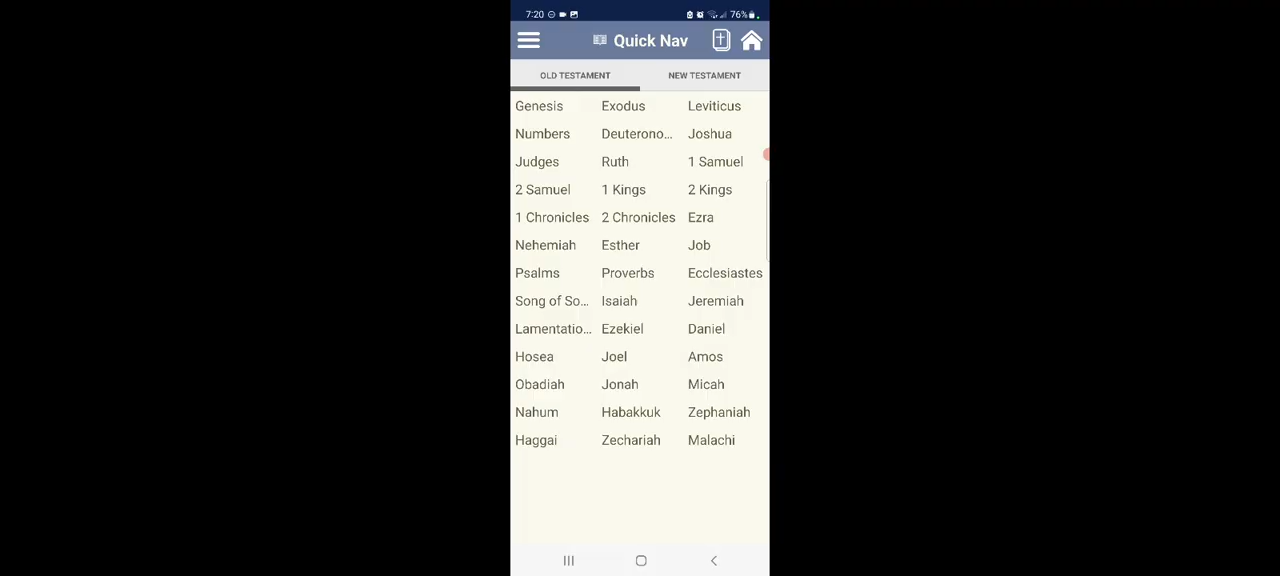 7:20 76%
Quick Nav
OLD TESTAMENT NEW TESTAMENT
Genesis Exodus Leviticus
Numbers Deuterono... Joshua
Judges Ruth 1 Samuel
2 Samuel 1 Kings 2 Kings
1 Chronicles 2 Chronicles Ezra
Nehemiah Esther Job
Psalms Proverbs Ecclesiastes
Song of So... Isaiah Jeremiah
Lamentatio... Ezekiel Daniel
Hosea Joel Amos
Obadiah Jonah Micah
Nahum Habakkuk Zephaniah
Haggai Zechariah Malachi